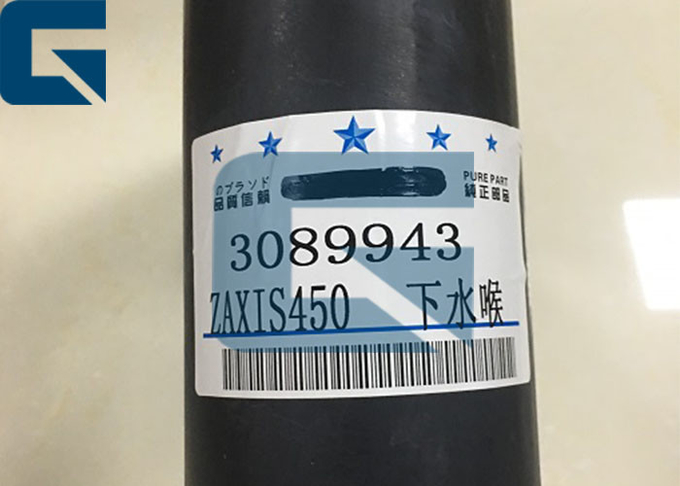 のブラソド
品質信頼
PURE PART
純正部品
3089943
ZAXIS450 下水喉